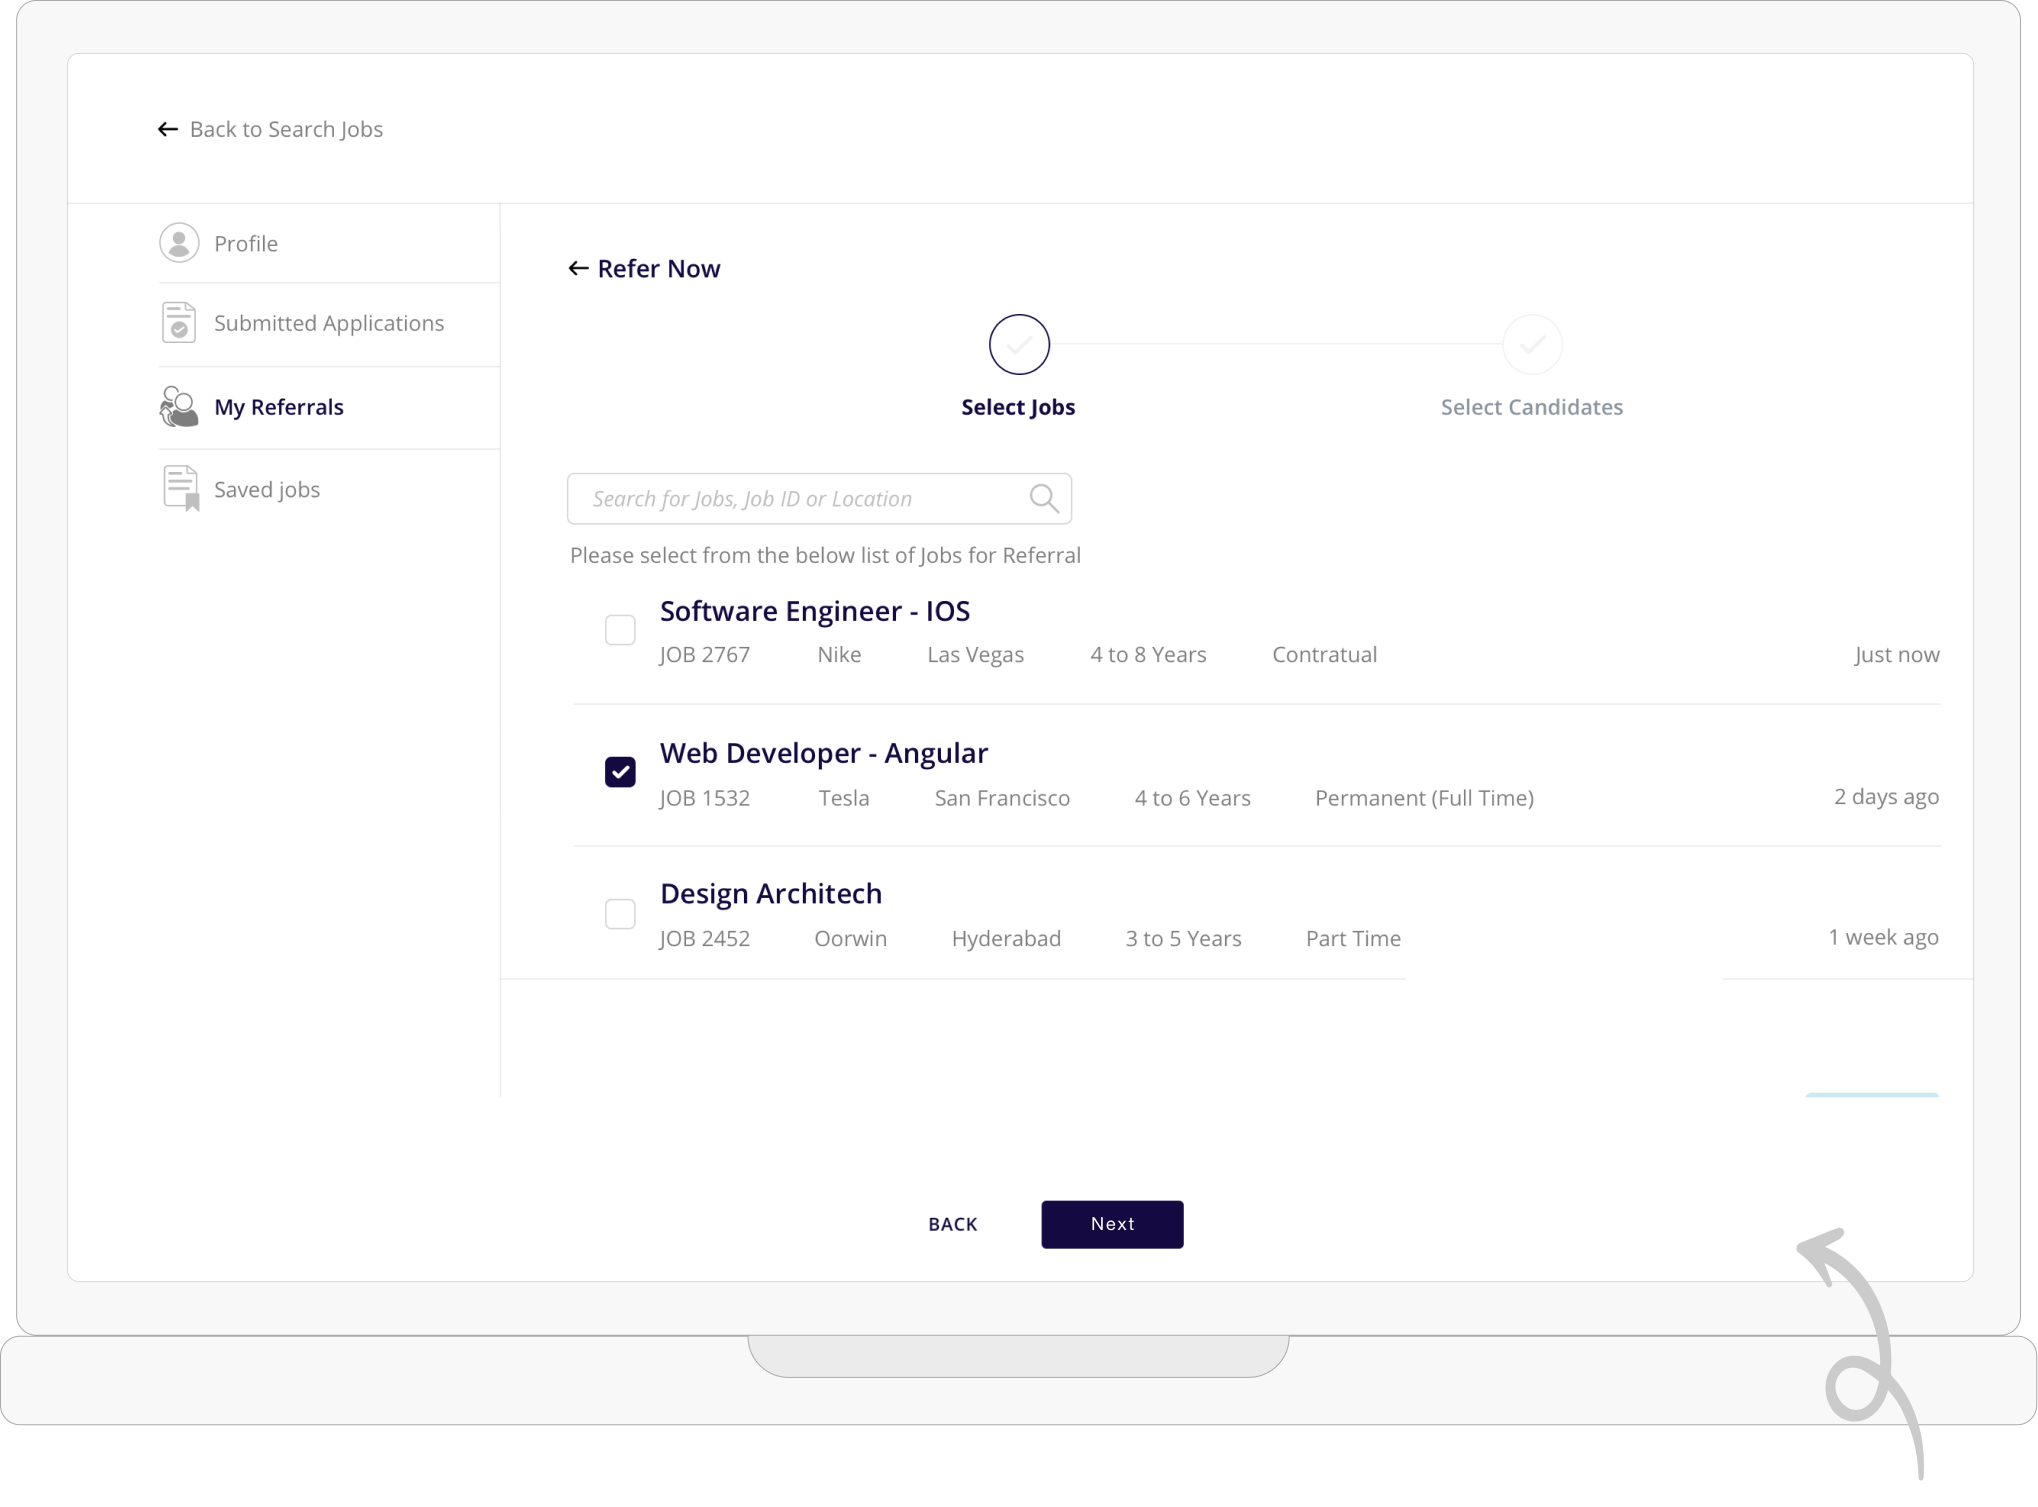 Back to Search Jobs
Profile
Submitted Applications
My Referrals
Saved jobs
Refer Now
Select Jobs
Select Candidates
Search for Jobs, Job ID or Location
Please select from the below list of Jobs for Referral
Software Engineer - IOS
JOB 2767 Nike Las Vegas 4 to 8 Years Contratual Just now
Web Developer - Angular
JOB 1532 Tesla San Francisco 4 to 6 Years Permanent (Full Time) 2 days ago
Design Architech
JOB 2452 Oorwin Hyderabad 3 to 5 Years Part Time 1 week ago
BACK Next